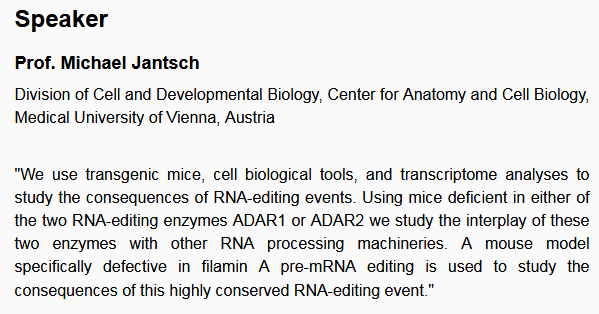 Speaker
Prof. Michael Jantsch
Division of Cell and Developmental Biology, Center for Anatomy and Cell Biology,
Medical University of Vienna, Austria
"We use transgenic mice, cell biological tools, and transcriptome analyses to
study the consequences of RNA-editing events. Using mice deficient in either of
the two RNA-editing enzymes ADAR1 or ADAR2 we study the interplay of these
two enzymes with other RNA processing machineries. A mouse model
specifically defective in filamin A pre-mRNA editing is used to study the
consequences of this highly conserved RNA-editing event."